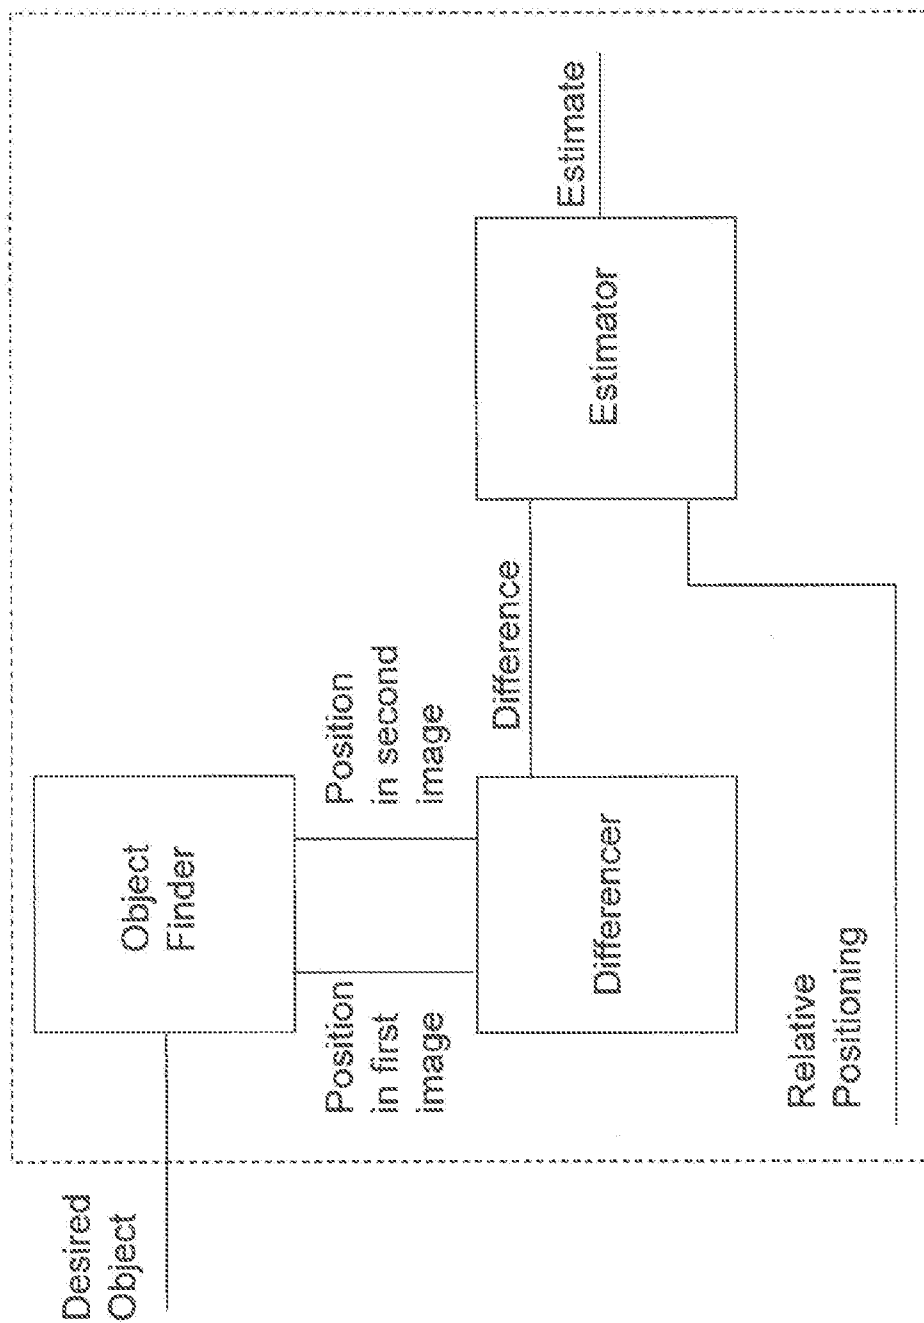 Desired
Object
Object
Finder
Position
in first
image
Position
in second
image
Differencer
Difference
Relative
Positioning
Estimator
Estimate